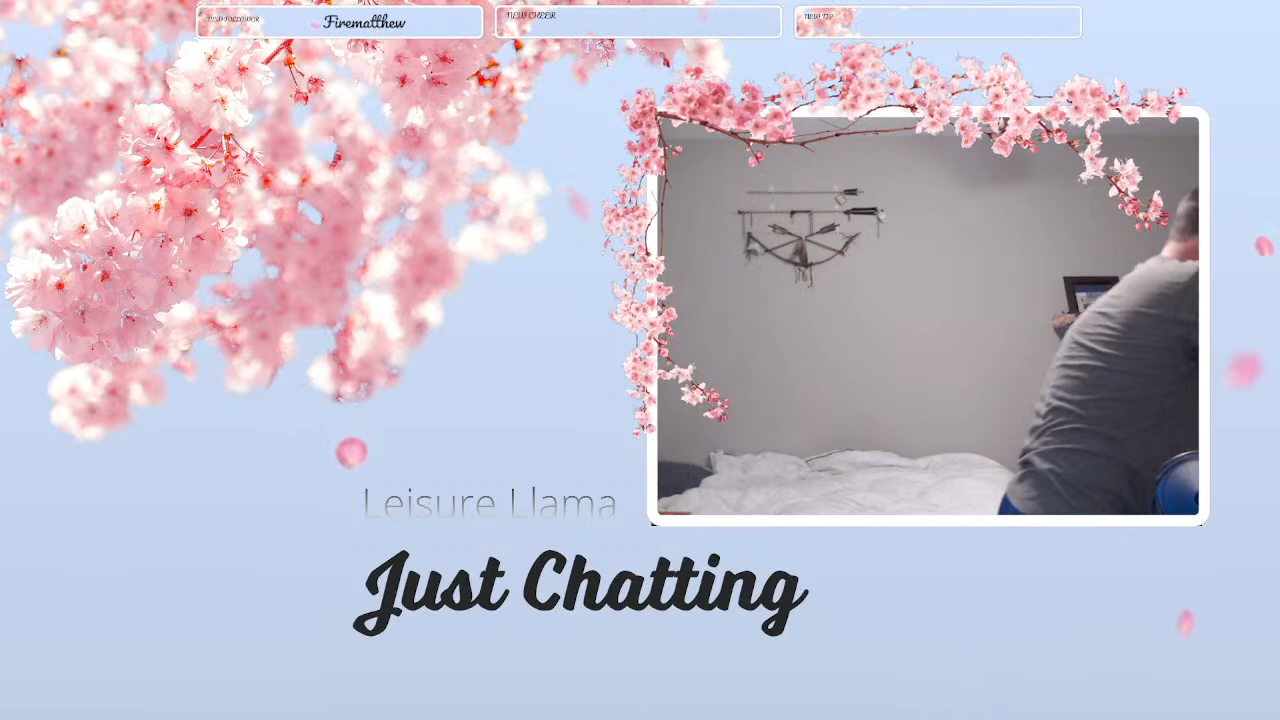 NEW FOLLOWER
Firematthew
NEW CHEER
NEW TIP
Leisure Llama
Just Chatting